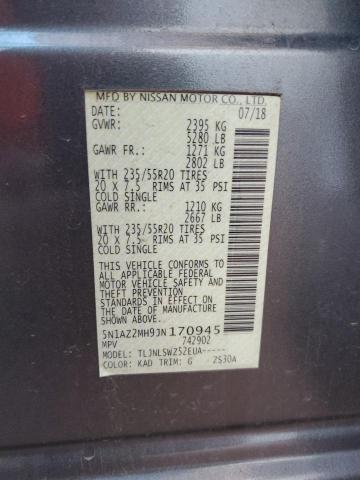 MFD BY NISSAN MOTOR CO., LTD.
DATE: 07/18
GVWR: 2395 KG
5280 LB
GAWR FR.: 1271 KG
2802 LB
WITH 235/55R20 TIRES
20 X 7.5 RIMS AT 35 PSI
COLD SINGLE
GAWR RR.: 1210 KG
2667 LB
WITH 235/55R20 TIRES
20 X 7.5 RIMS AT 35 PSI
COLD SINGLE
THIS VEHICLE CONFORMS TO
ALL APPLICABLE FEDERAL
MOTOR VEHICLE SAFETY AND
THEFT PREVENTION
STANDARDS IN EFFECT ON
THE DATE OF MANUFACTURE
SHOWN ABOVE.
5N1AZ2MH9JN170945
MPV 742902
TYPE: TLJNLSWZ52EUA-----
COLOR: KAD TRIM: G 2S30A